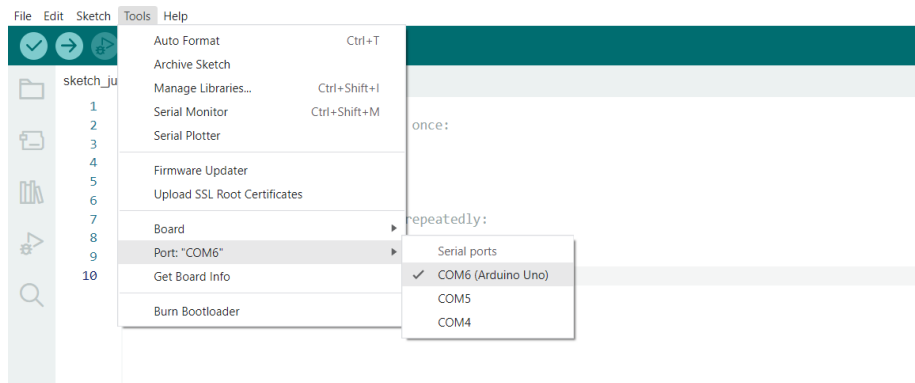 File Edit Sketch Tools Help
Auto Format Ctrl+T
Archive Sketch
Manage Libraries... Ctrl+Shift+I
Serial Monitor Ctrl+Shift+M
Serial Plotter
Firmware Updater
Upload SSL Root Certificates
Board
Port: "COM6"
Get Board Info
Burn Bootloader
Serial ports
COM6 (Arduino Uno)
COM5
COM4
sketch_ju
1
2 once:
3
4
5
6
7 repeatedly:
8
9
10